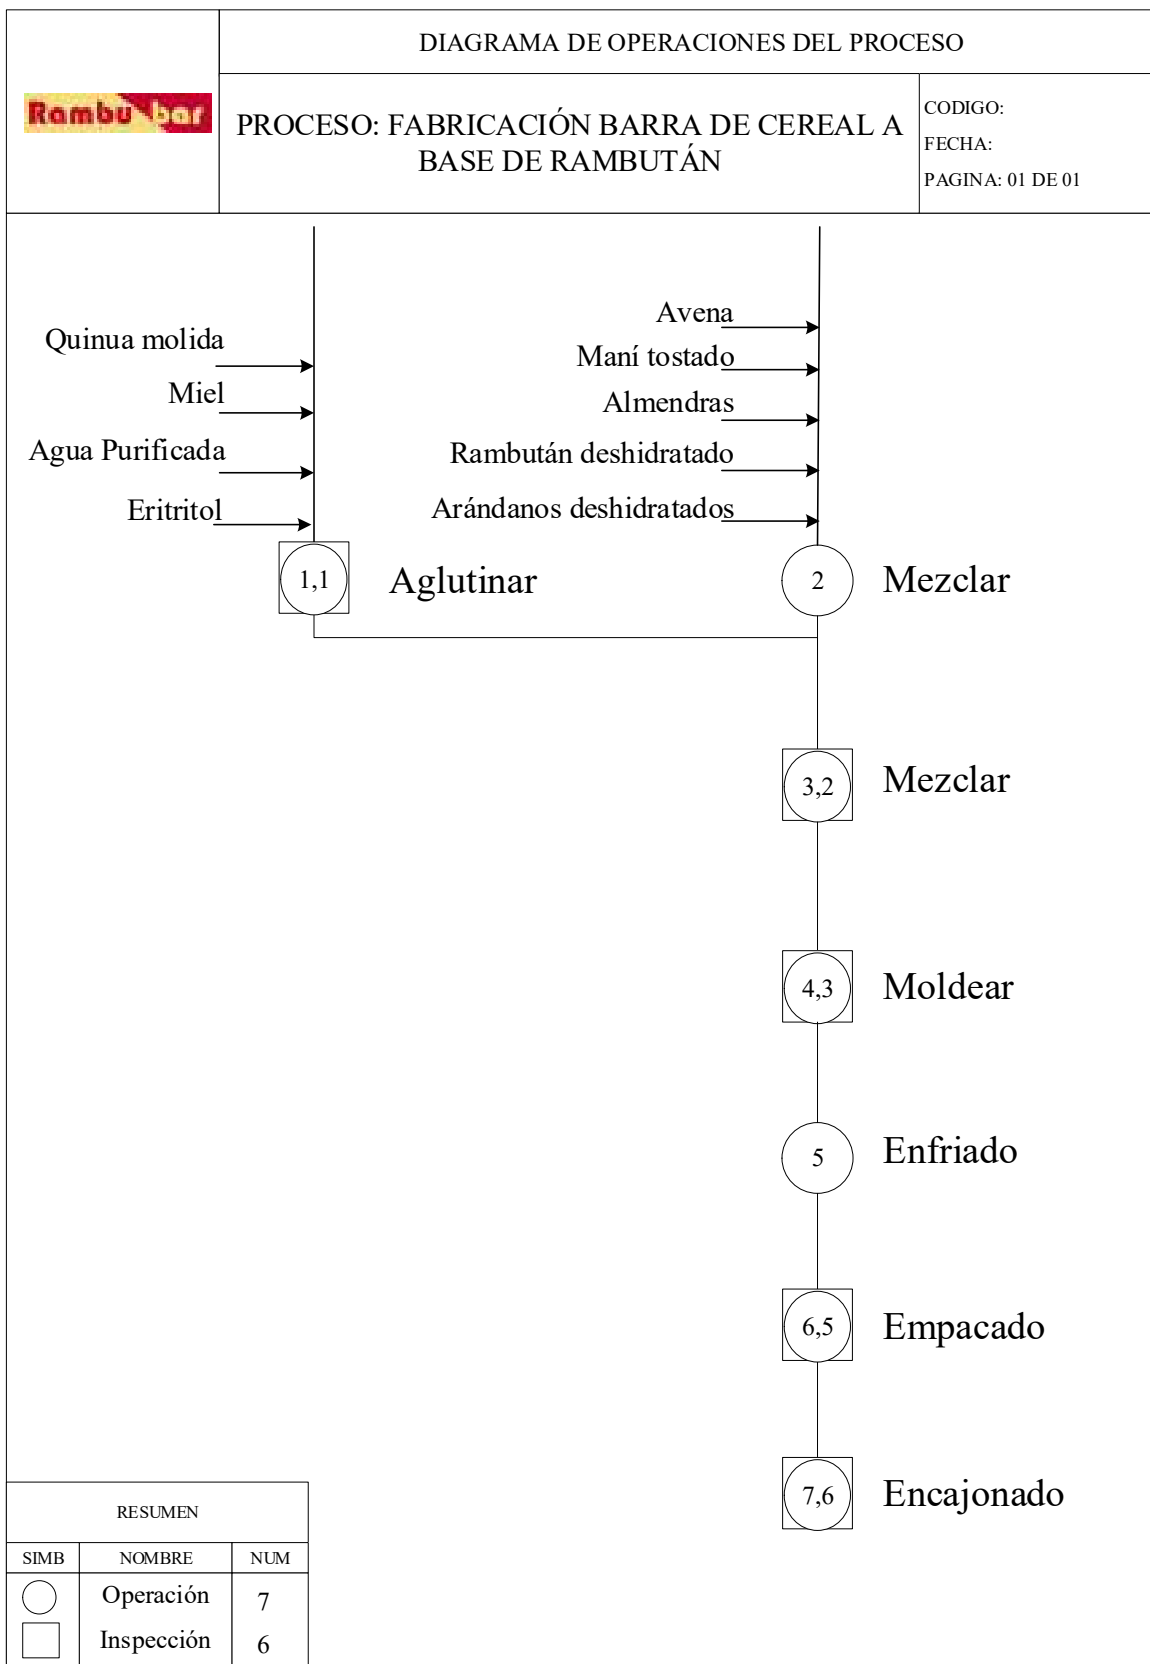 DIAGRAMA DE OPERACIONES DEL PROCESO
Rambu bar
PROCESO: FABRICACIÓN BARRA DE CEREAL A
BASE DE RAMBUTÁN
CODIGO:
FECHA:
PAGINA: 01 DE 01
Quinua molida
Miel
Agua Purificada
Eritritol
Avena
Maní tostado
Almendras
Rambután deshidratado
Arándanos deshidratados
1,1 Aglutinar
2 Mezclar
3,2 Mezclar
4,3 Moldear
5 Enfriado
6,5 Empacado
7,6 Encajonado
RESUMEN
SIMB NOMBRE NUM
Operación 7
Inspección 6